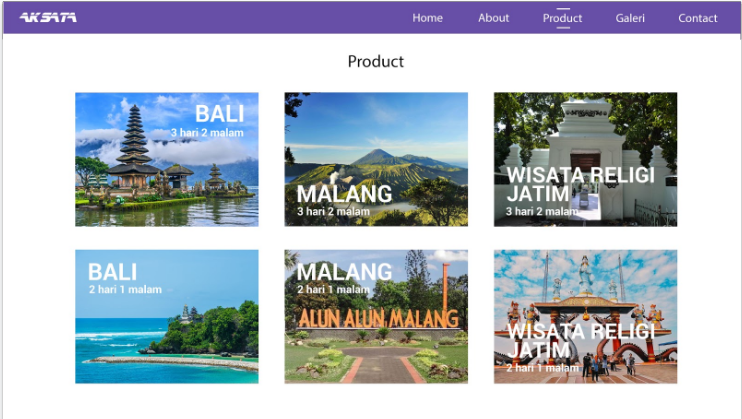 AKSATA
Home About Product Galeri Contact
Product
BALI
3 hari 2 malam
MALANG
3 hari 2 malam
WISATA RELIGI
JATIM
3 hari 2 malam
BALI
2 hari 1 malam
MALANG
2 hari 1 malam
ALUN ALUN MALANG
WISATA RELIGI
JATIM
2 hari 1 malam